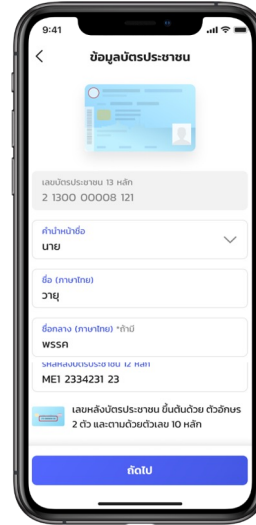 9:41
ข้อมูลบัตรประชาชน
เลขบัตรประชาชน 13 หลัก
2 1300 00008 121
คำนำหน้าชื่อ
นาย
ชื่อ (ภาษาไทย)
วายุ
ชื่อกลาง (ภาษาไทย) *ถ้ามี
พรรค
รหัสหลังบัตรประชาชน 12 หลัก
ME1 2334231 23
เลขหลังบัตรประชาชน ขึ้นต้นด้วย ตัวอักษร
2 ตัว และตามด้วยตัวเลข 10 หลัก
ถัดไป